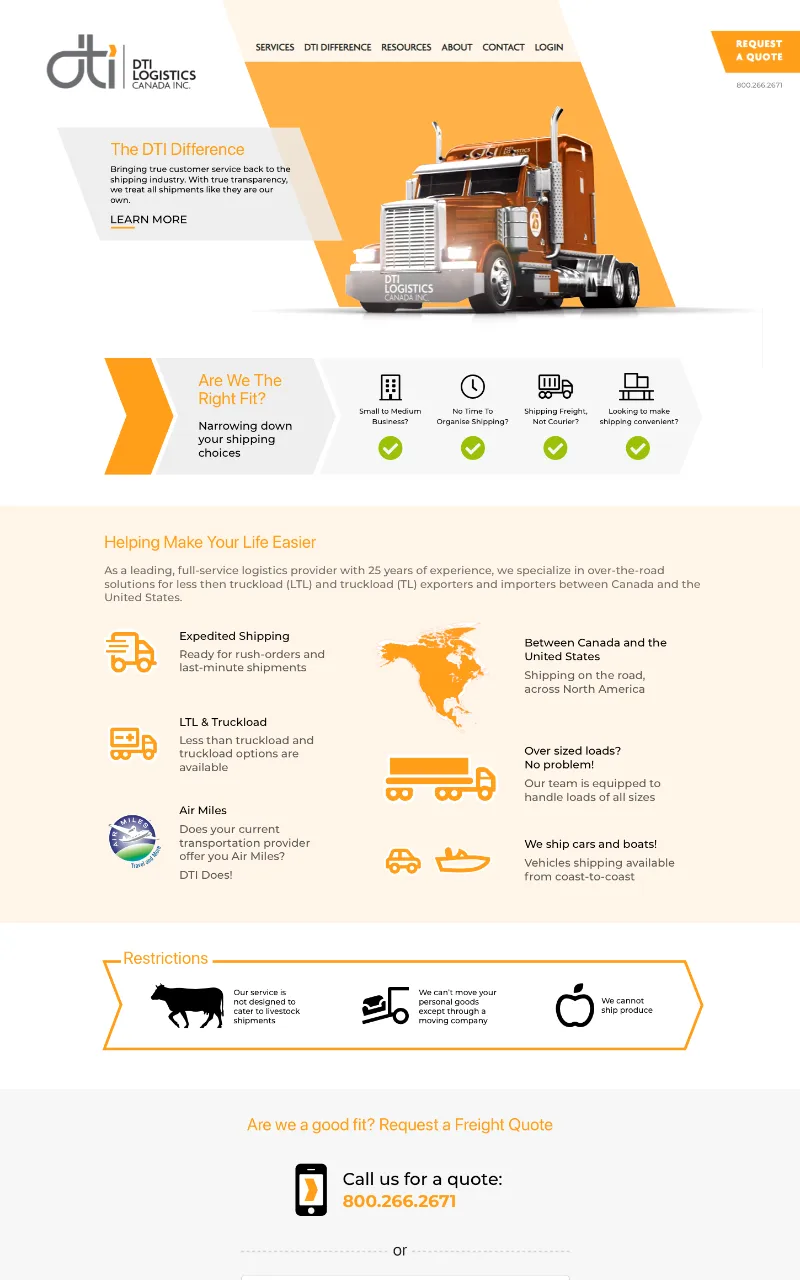 SERVICES DTI DIFFERENCE RESOURCES ABOUT CONTACT LOGIN
REQUEST
A QUOTE
800.266.2671
dti
DTI
LOGISTICS
CANADA INC.
The DTI Difference
Bringing true customer service back to the
shipping industry. With true transparency,
we treat all shipments like they are our
own.
LEARN MORE
DTI
LOGISTICS
CANADA INC.
Are We The
Right Fit?
Narrowing down
your shipping
choices
Small to Medium
Business?
No Time To
Organise Shipping?
Shipping Freight,
Not Courier?
Looking to make
shipping convenient?
Helping Make Your Life Easier
As a leading, full-service logistics provider with 25 years of experience, we specialize in over-the-road
solutions for less then truckload (LTL) and truckload (TL) exporters and importers between Canada and the
United States.
Expedited Shipping
Ready for rush-orders and
last-minute shipments
LTL & Truckload
Less than truckload and
truckload options are
available
AIR MILES
Travel and More
Air Miles
Does your current
transportation provider
offer you Air Miles?
DTI Does!
Between Canada and the
United States
Shipping on the road,
across North America
Over sized loads?
No problem!
Our team is equipped to
handle loads of all sizes
We ship cars and boats!
Vehicles shipping available
from coast-to-coast
Restrictions
Our service is
not designed to
cater to livestock
shipments
We can't move your
personal goods
except through a
moving company
We cannot
ship produce
Are we a good fit? Request a Freight Quote
Call us for a quote:
800.266.2671
or